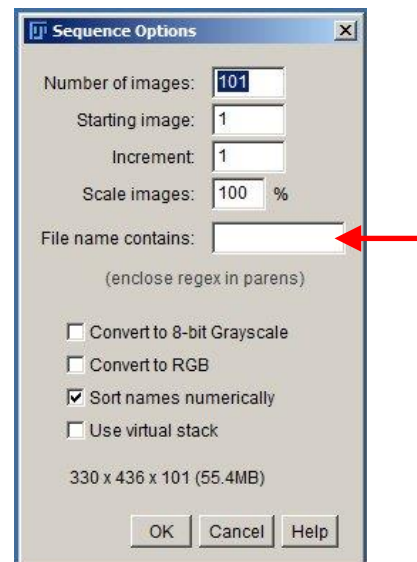 Sequence Options
Number of images: 101
Starting image: 1
Increment: 1
Scale images: 100 %
File name contains:
(enclose regex in parens)
Convert to 8-bit Grayscale
Convert to RGB
Sort names numerically
Use virtual stack
330 x 436 x 101 (55.4MB)
OK Cancel Help